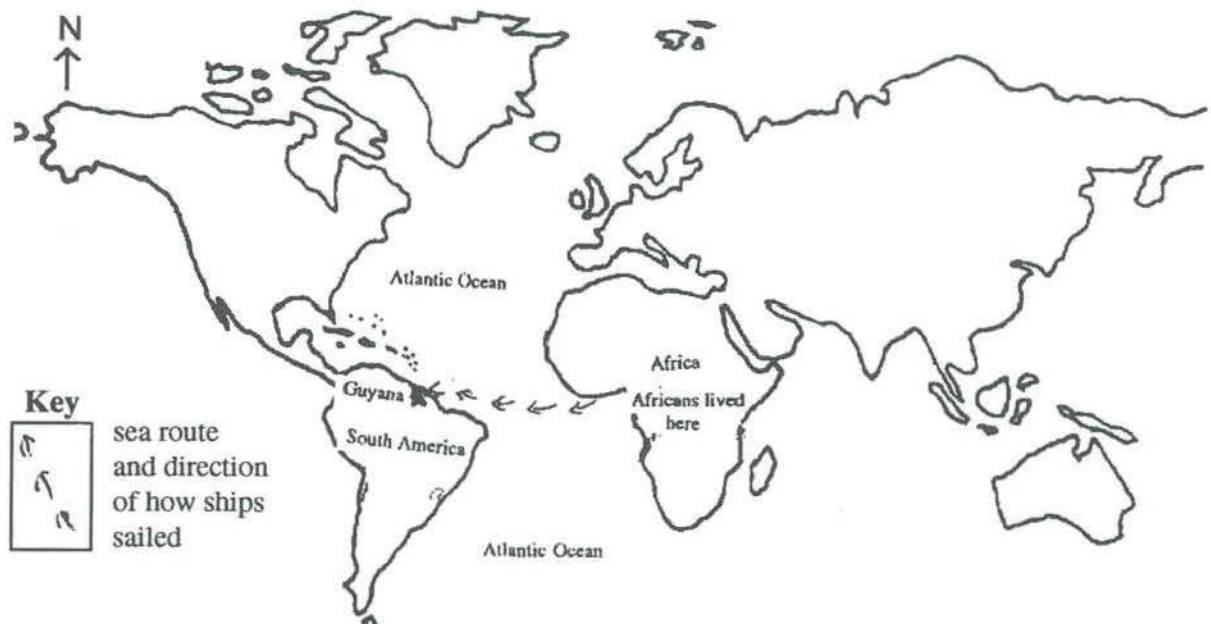 N
Atlantic Ocean
Africa
Guyana
Africans lived
here
South America
Key
sea route
and direction
of how ships
sailed
Atlantic Ocean